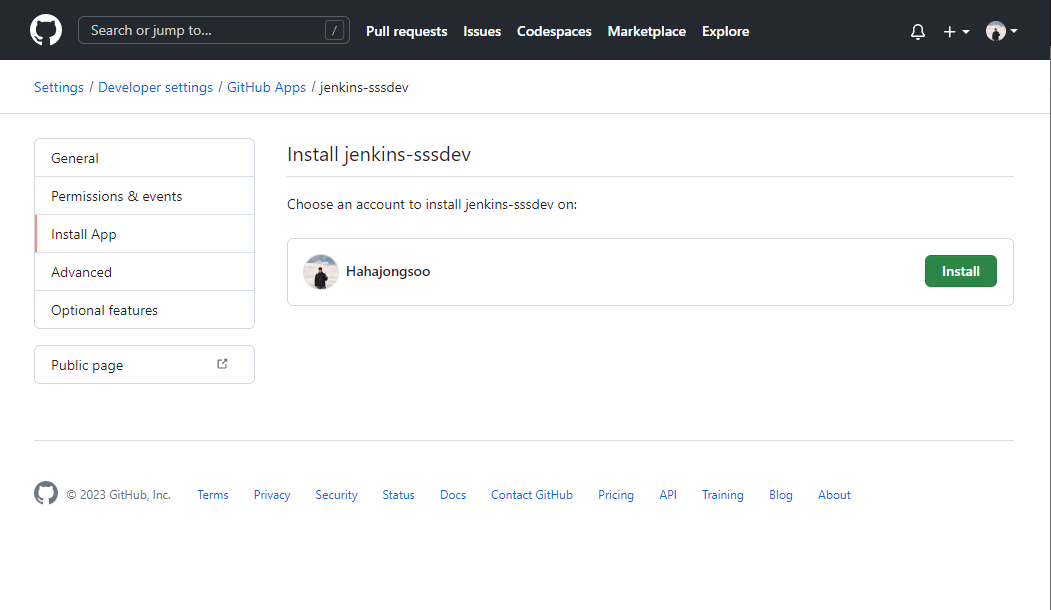 Search or jump to... /
Pull requests Issues Codespaces Marketplace Explore
Settings / Developer settings / GitHub Apps / jenkins-sssdev
General
Permissions & events
Install App
Advanced
Optional features
Public page
Install jenkins-sssdev
Choose an account to install jenkins-sssdev on:
Hahajongsoo
Install
© 2023 GitHub, Inc. Terms Privacy Security Status Docs Contact GitHub Pricing API Training Blog About